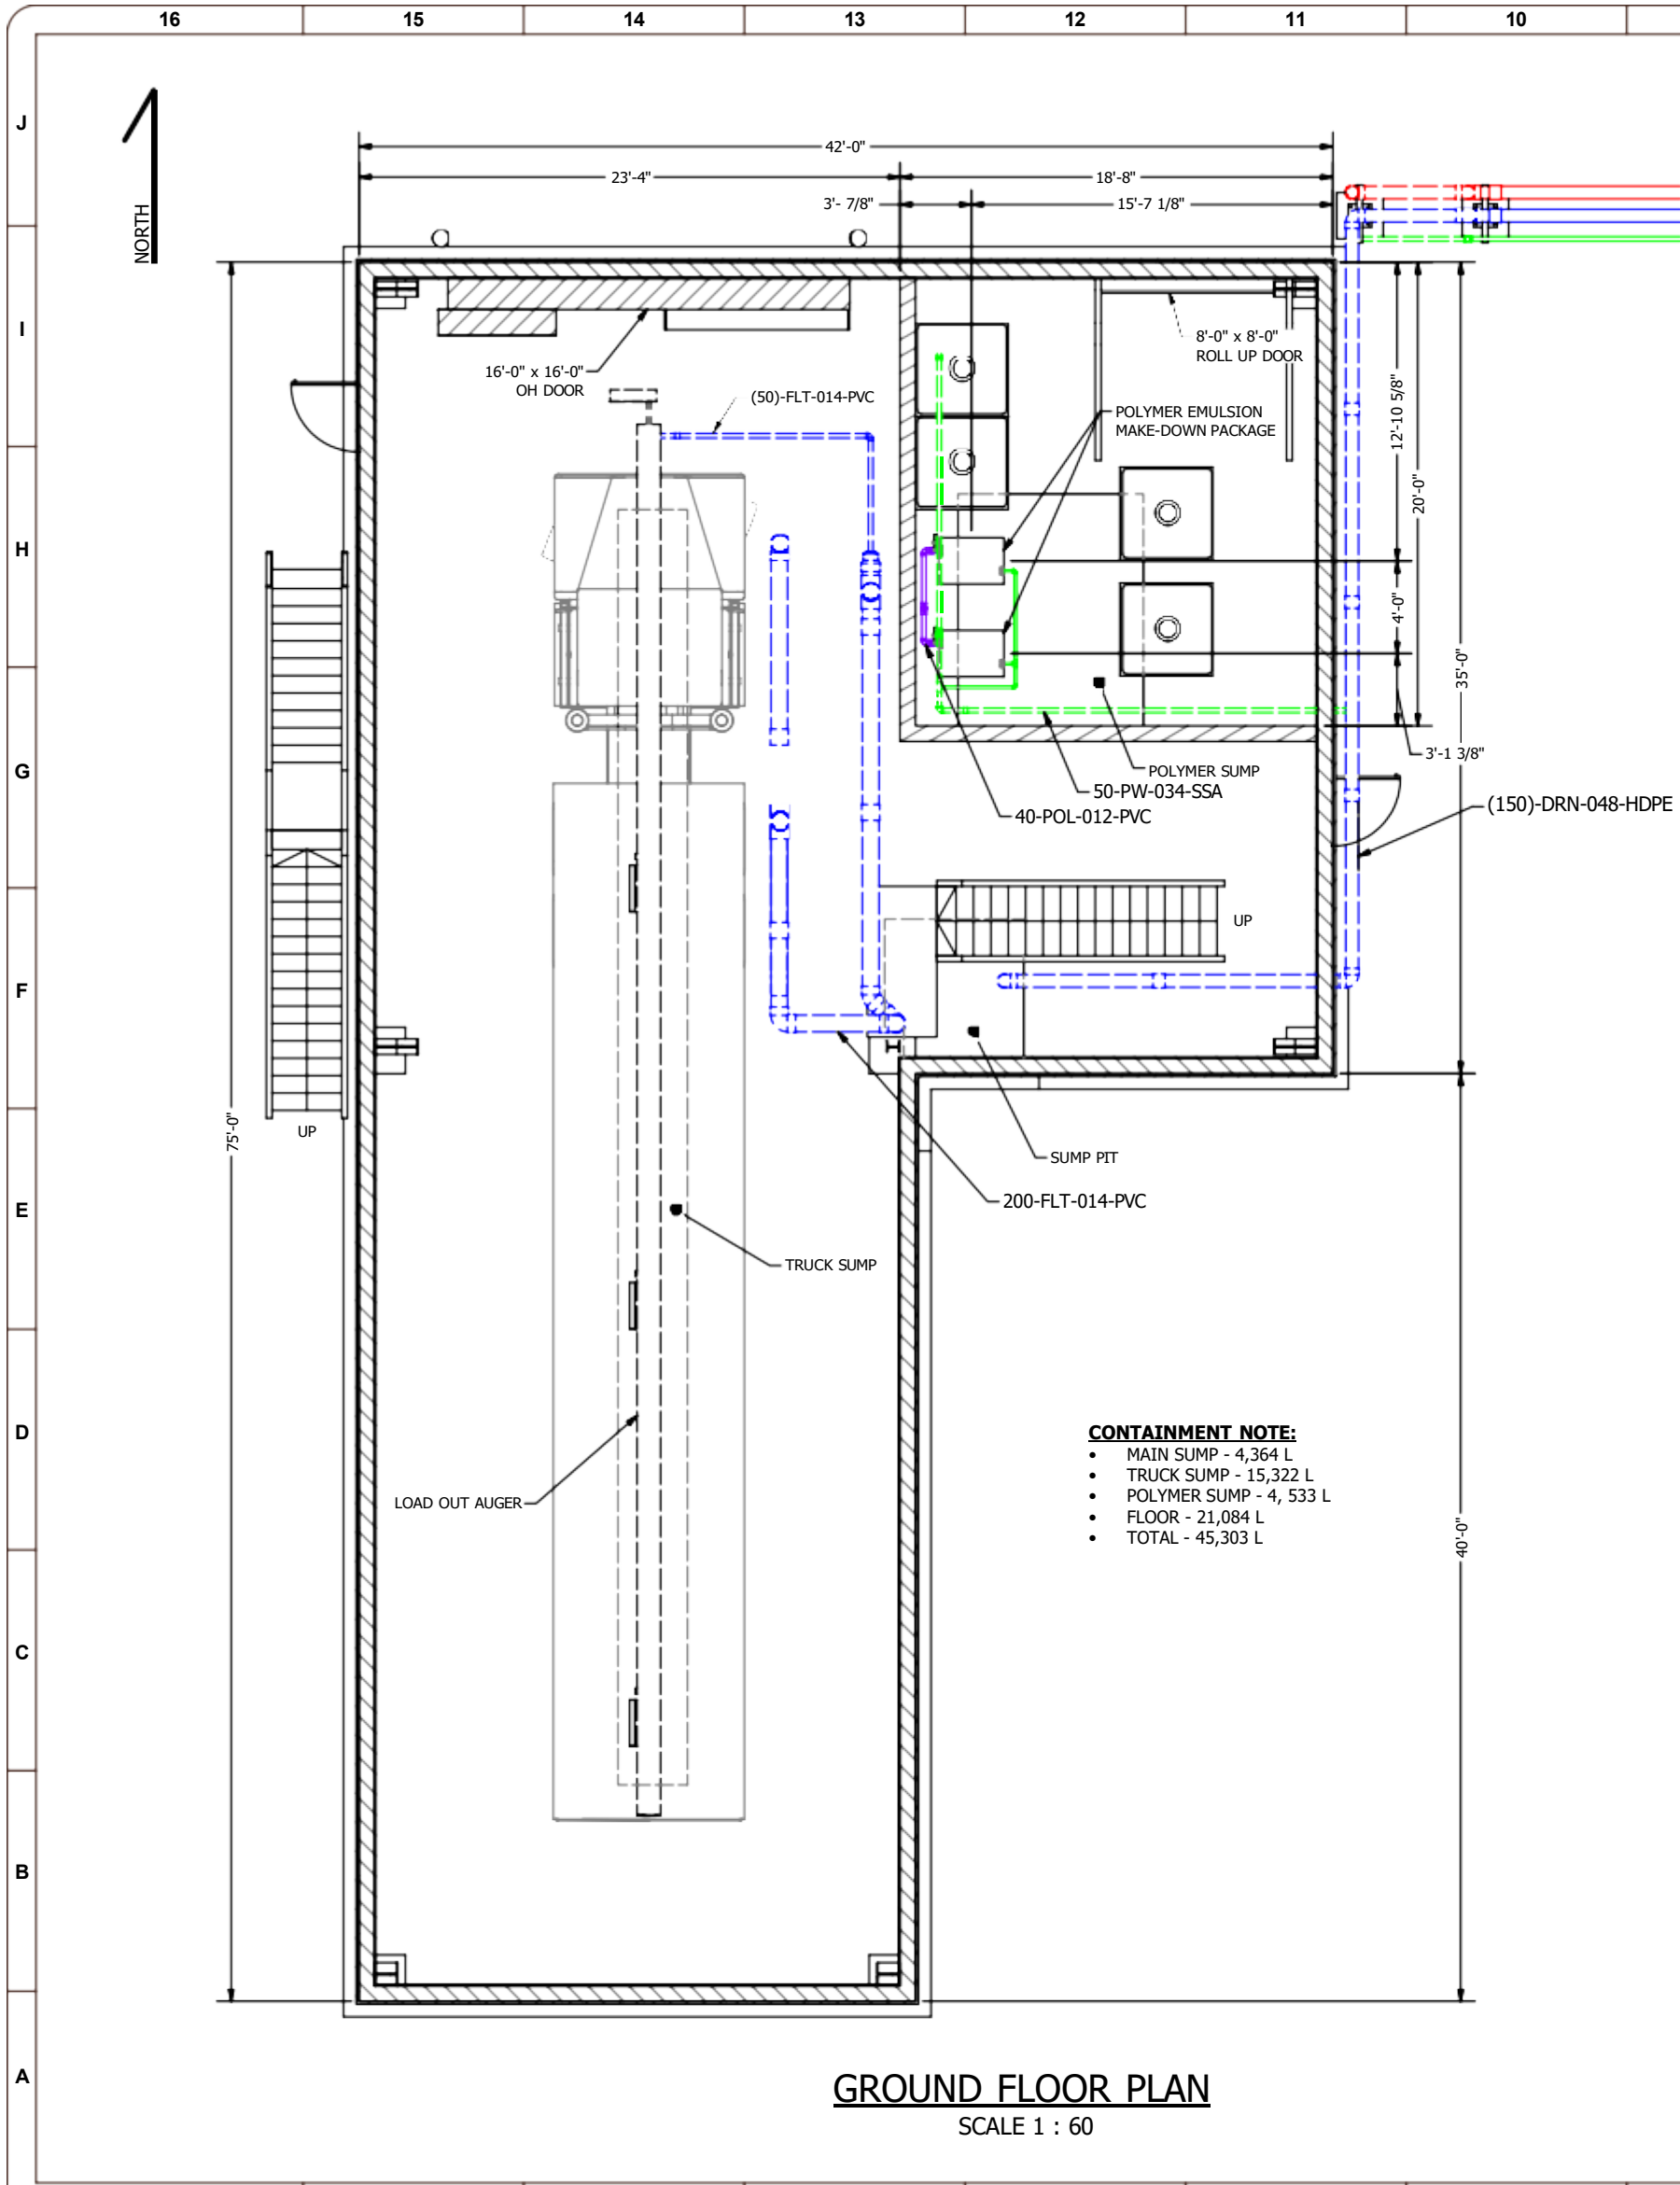 16 15 14 13 12 11 10
J
I
H
G
F
E
D
C
B
A
NORTH
42'-0"
23'-4"
18'-8"
3'- 7/8"
15'-7 1/8"
16'-0" x 16'-0"
OH DOOR
(50)-FLT-014-PVC
8'-0" x 8'-0"
ROLL UP DOOR
POLYMER EMULSION
MAKE-DOWN PACKAGE
12'-10 5/8"
20'-0"
4'-0"
35'-0"
3'-1 3/8"
POLYMER SUMP
50-PW-034-SSA
40-POL-012-PVC
(150)-DRN-048-HDPE
UP
UP
75'-0"
SUMP PIT
200-FLT-014-PVC
TRUCK SUMP
LOAD OUT AUGER
40'-0"
CONTAINMENT NOTE:
• MAIN SUMP - 4,364 L
• TRUCK SUMP - 15,322 L
• POLYMER SUMP - 4, 533 L
• FLOOR - 21,084 L
• TOTAL - 45,303 L
GROUND FLOOR PLAN
SCALE 1 : 60